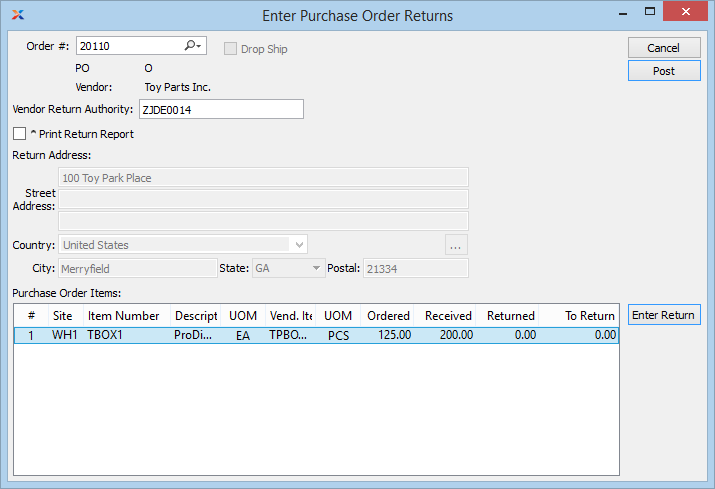 Enter Purchase Order Returns
Order #: 20110 Drop Ship Cancel
PO O Post
Vendor: Toy Parts Inc.
Vendor Return Authority: ZJDE0014
^ Print Return Report
Return Address:
100 Toy Park Place
Street
Address:
Country: United States ...
City: Merryfield State: GA Postal: 21334
Purchase Order Items:
# Site Item Number Descript UOM Vend. Ite UOM Ordered Received Returned To Return Enter Return
1 WH1 TBOX1 ProDi... EA TPBO... PCS 125.00 200.00 0.00 0.00